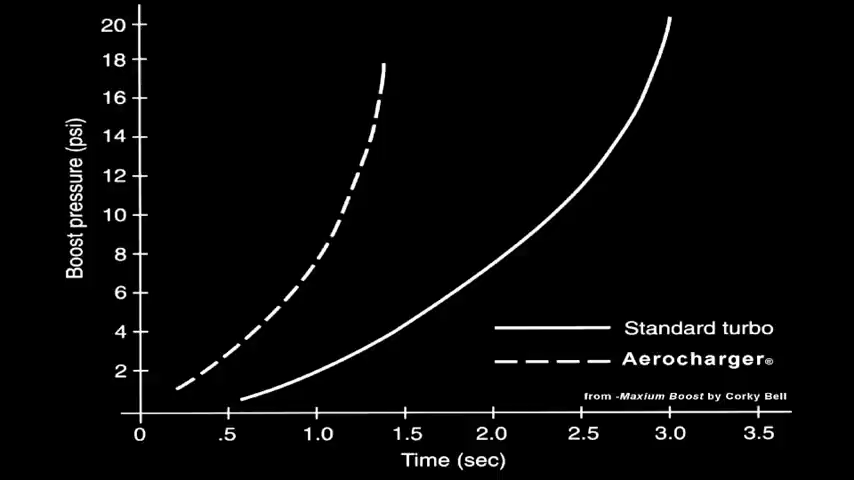 20
18
16
14
12
10
8
6
4
2
Boost pressure (psi)
Standard turbo
Aerocharger®
from -Maxium Boost by Corky Bell
0 .5 1.0 1.5 2.0 2.5 3.0 3.5
Time (sec)